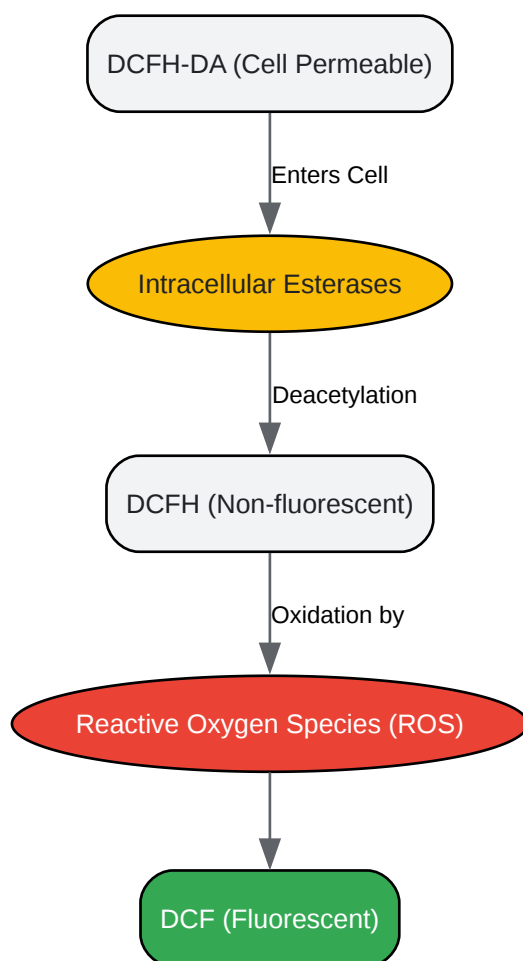 DCFH-DA (Cell Permeable)
Enters Cell
Intracellular Esterases
Deacetylation
DCFH (Non-fluorescent)
Oxidation by
Reactive Oxygen Species (ROS)
DCF (Fluorescent)